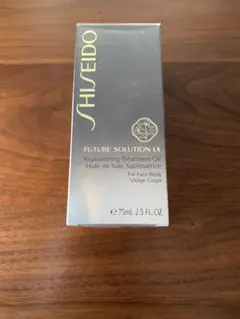 SHISEIDO
FUTURE SOLUTION LX
Replenishing Treatment Oil
Huile de Soin Sublimatrice
For Face/Body
Visage/Corps
℮ 75mL 2.5 FL.OZ.